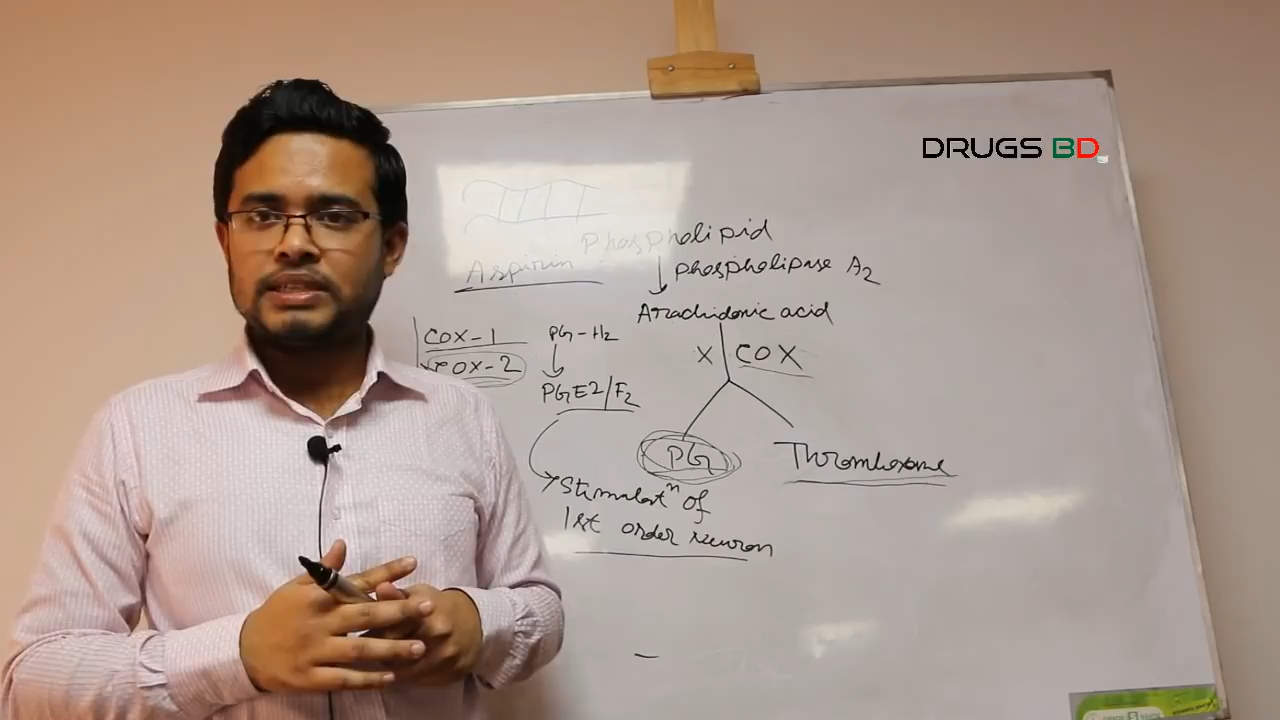 DRUGS BD
Phospholipid
phospholipase A2
Aspirin
Arachidonic acid
COX-1
COX-2
PG-H2
X COX
PGE2/F2
PG
Thromboxane
Stimulatⁿ of
1st order neuron